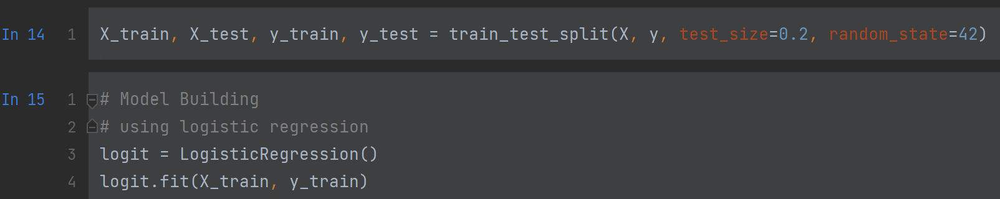 In 14 1 X_train, X_test, y_train, y_test = train_test_split(X, y, test_size=0.2, random_state=42)
In 15 1 # Model Building
2 # using logistic regression
3 logit = LogisticRegression()
4 logit.fit(X_train, y_train)